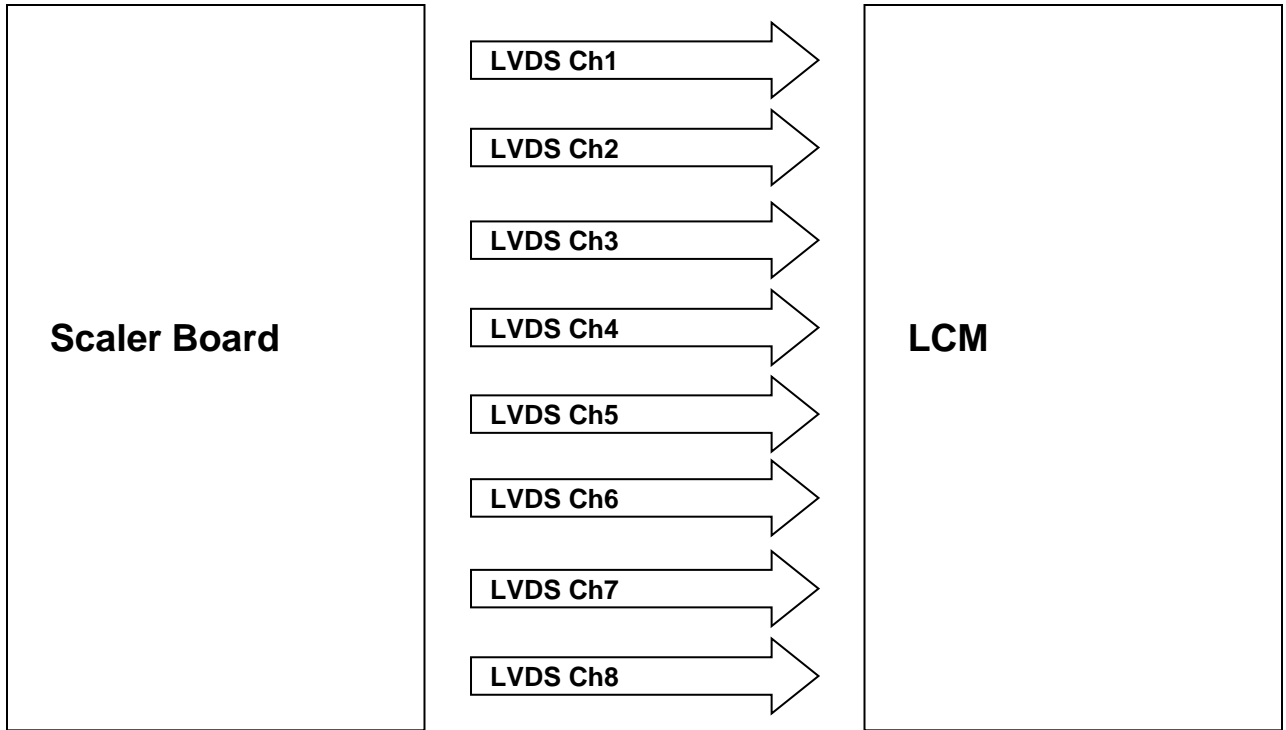 Scaler Board
LVDS Ch1
LVDS Ch2
LVDS Ch3
LVDS Ch4
LVDS Ch5
LVDS Ch6
LVDS Ch7
LVDS Ch8
LCM